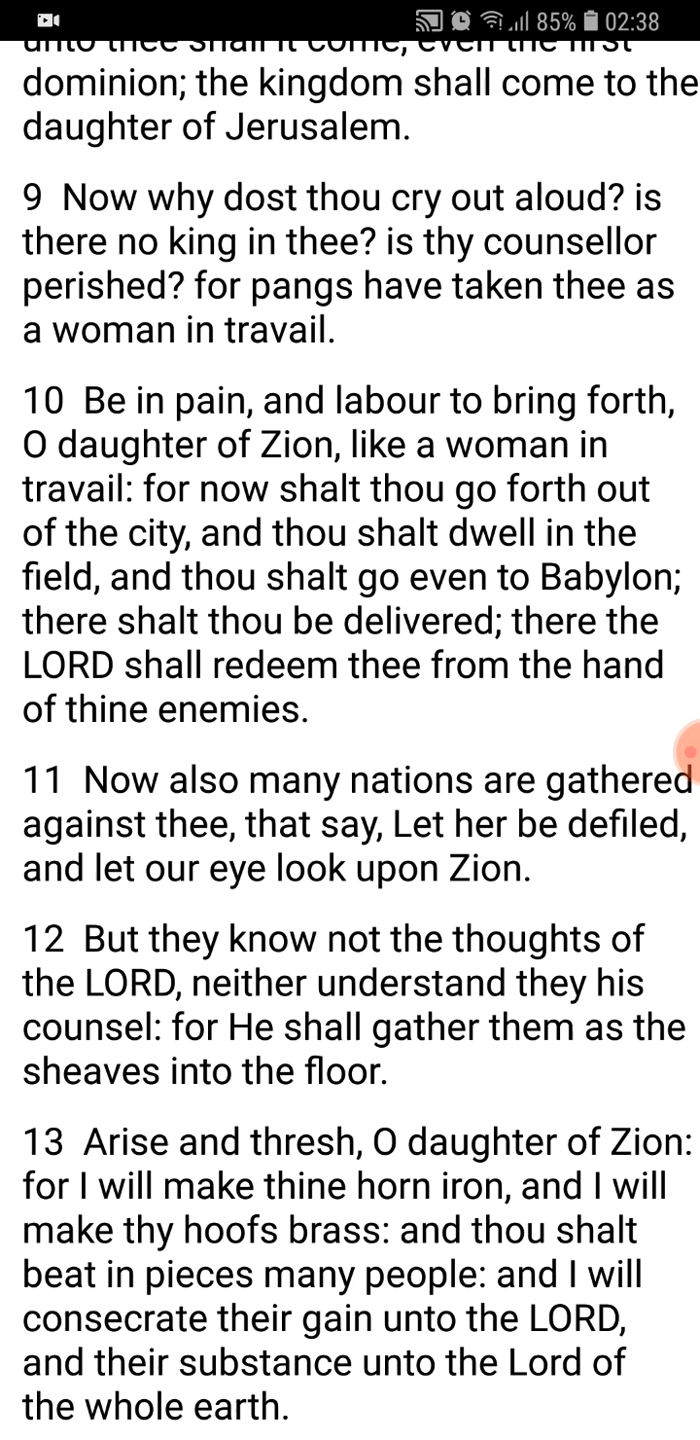 85% 02:38
unto thee shall it come, even the first
dominion; the kingdom shall come to the
daughter of Jerusalem.
9 Now why dost thou cry out aloud? is
there no king in thee? is thy counsellor
perished? for pangs have taken thee as
a woman in travail.
10 Be in pain, and labour to bring forth,
O daughter of Zion, like a woman in
travail: for now shalt thou go forth out
of the city, and thou shalt dwell in the
field, and thou shalt go even to Babylon;
there shalt thou be delivered; there the
LORD shall redeem thee from the hand
of thine enemies.
11 Now also many nations are gathered
against thee, that say, Let her be defiled,
and let our eye look upon Zion.
12 But they know not the thoughts of
the LORD, neither understand they his
counsel: for He shall gather them as the
sheaves into the floor.
13 Arise and thresh, O daughter of Zion:
for I will make thine horn iron, and I will
make thy hoofs brass: and thou shalt
beat in pieces many people: and I will
consecrate their gain unto the LORD,
and their substance unto the Lord of
the whole earth.